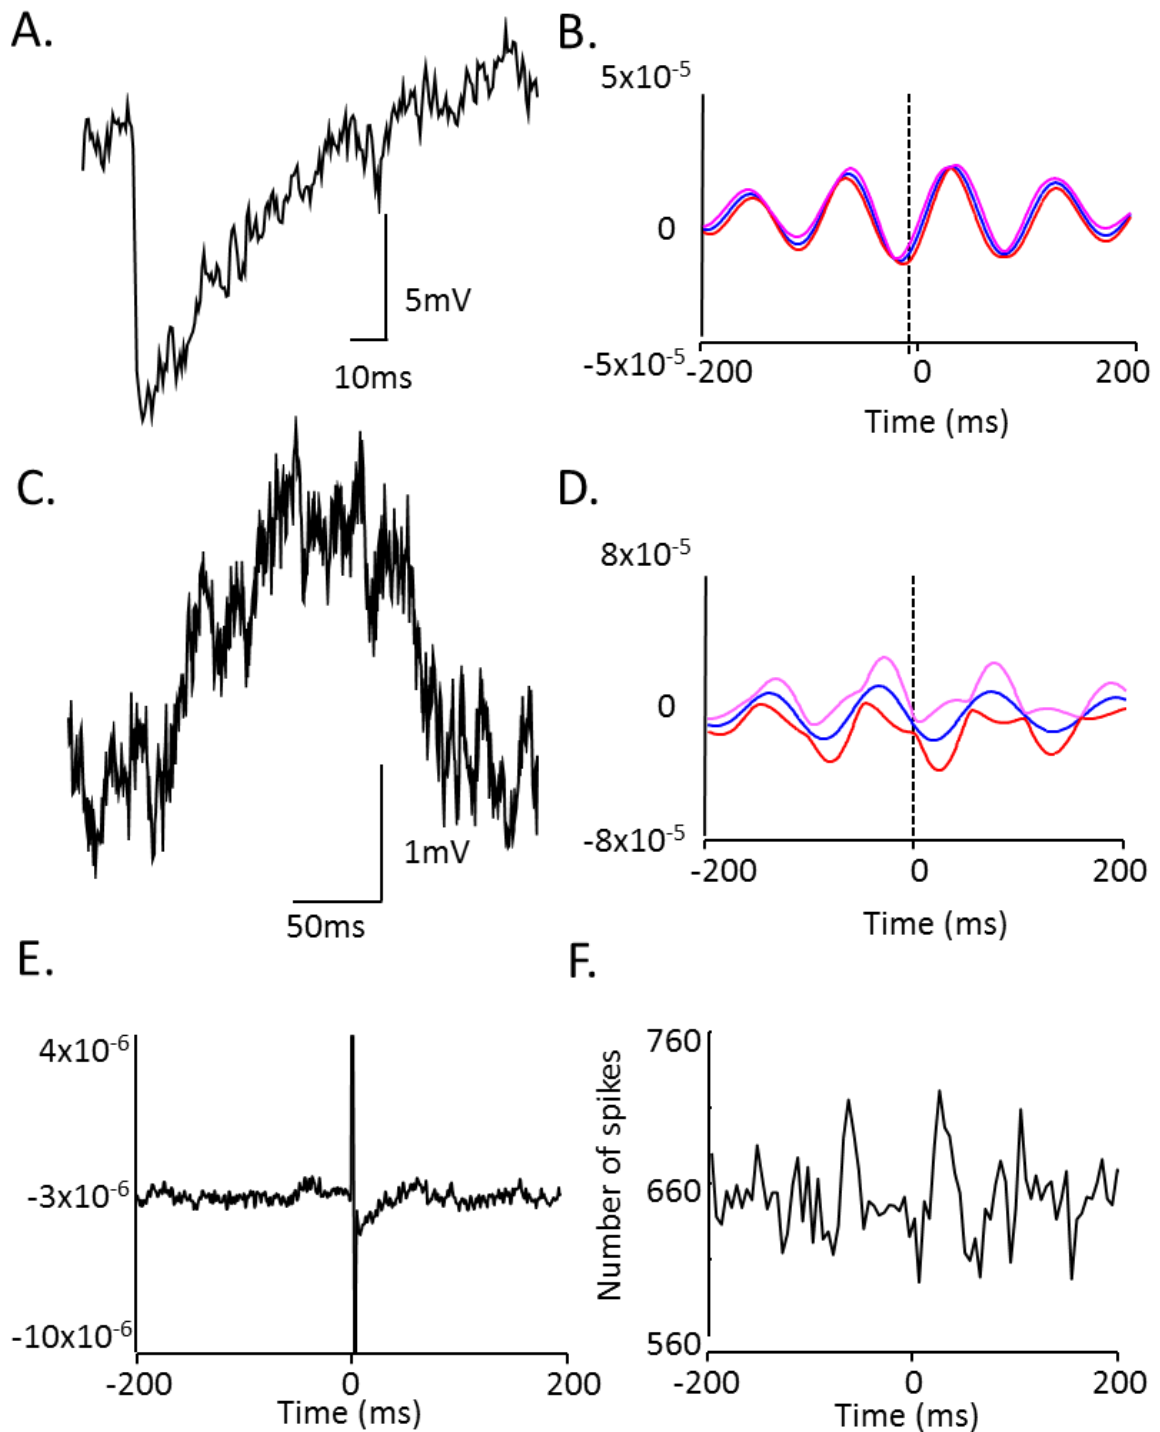 A.
5mV
10ms
B.
5x10⁻⁵
0
-5x10⁻⁵
-200 0 200
Time (ms)
C.
1mV
50ms
D.
8x10⁻⁵
0
-8x10⁻⁵
-200 0 200
Time (ms)
E.
4x10⁻⁶
-3x10⁻⁶
-10x10⁻⁶
-200 0 200
Time (ms)
F.
Number of spikes
760
660
560
-200 0 200
Time (ms)